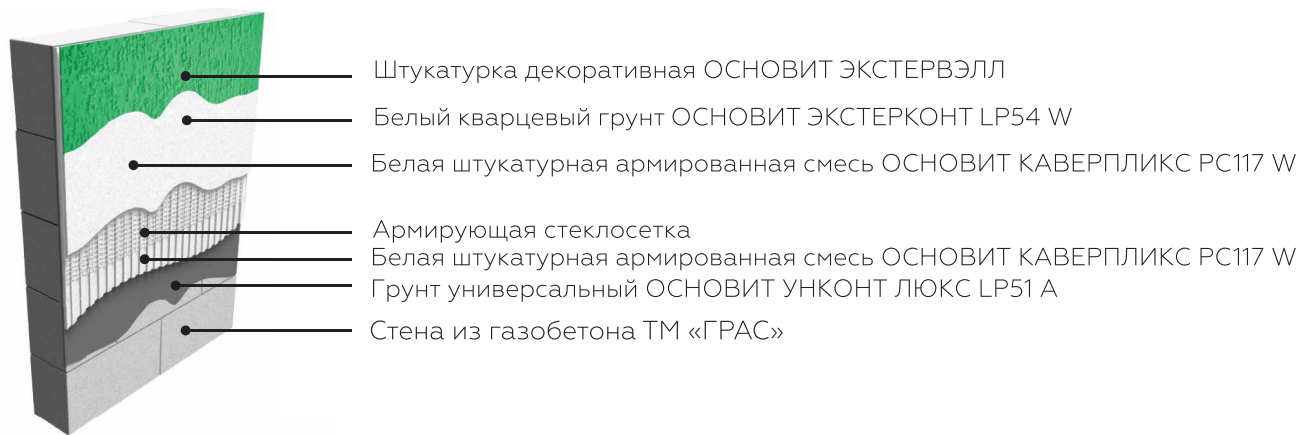 Штукатурка декоративная ОСНОВИТ ЭКСТЕРВЭЛЛ
Белый кварцевый грунт ОСНОВИТ ЭКСТЕРКОНТ LP54 W
Белая штукатурная армированная смесь ОСНОВИТ КАВЕРПЛИКС PC117 W
Армирующая стеклосетка
Белая штукатурная армированная смесь ОСНОВИТ КАВЕРПЛИКС PC117 W
Грунт универсальный ОСНОВИТ УНКОНТ ЛЮКС LP51 A
Стена из газобетона ТМ «ГРАС»